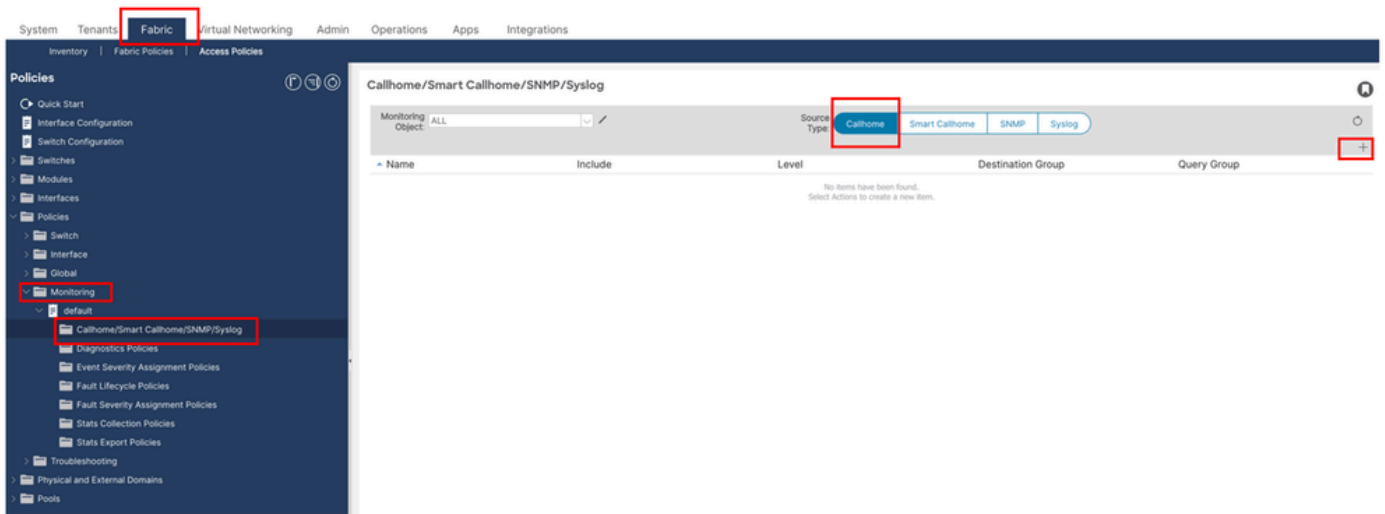 System Tenants Fabric Virtual Networking Admin Operations Apps Integrations
Inventory | Fabric Policies | Access Policies
Policies
Quick Start
Interface Configuration
Switch Configuration
Switches
Modules
Interfaces
Policies
Switch
Interface
Global
Monitoring
default
Callhome/Smart Callhome/SNMP/Syslog
Diagnostics Policies
Event Severity Assignment Policies
Fault Lifecycle Policies
Fault Severity Assignment Policies
Stats Collection Policies
Stats Export Policies
Troubleshooting
Physical and External Domains
Pools
Callhome/Smart Callhome/SNMP/Syslog
Monitoring
Object:
ALL
Source
Type:
Callhome Smart Callhome SNMP Syslog
Name Include Level Destination Group Query Group
No items have been found.
Select Actions to create a new item.